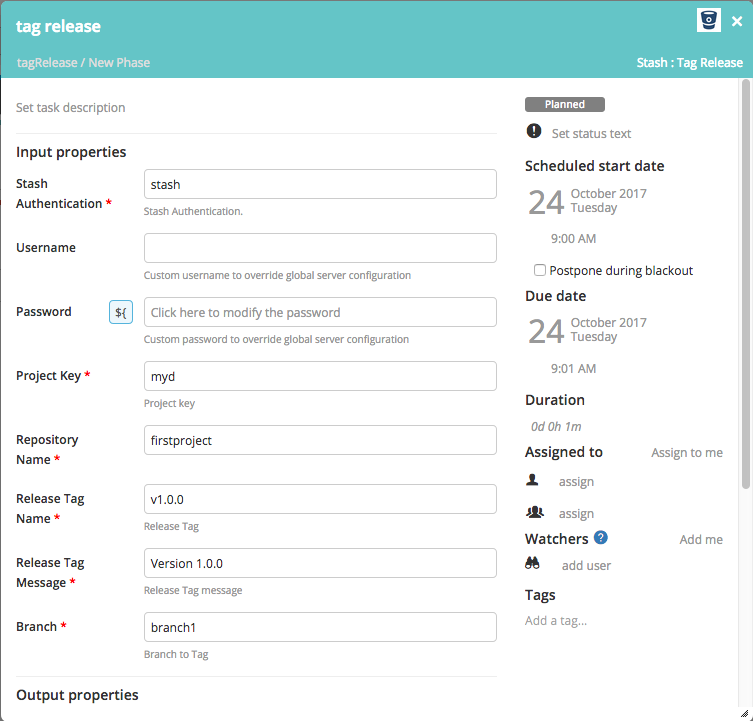 tag release
tagRelease / New Phase
Stash : Tag Release
Set task description
Input properties
Stash
Authentication *
stash
Stash Authentication.
Username
Custom username to override global server configuration
Password
${
Click here to modify the password
Custom password to override global server configuration
Project Key *
myd
Project key
Repository
Name *
firstproject
Release Tag
Name *
v1.0.0
Release Tag
Release Tag
Message *
Version 1.0.0
Release Tag message
Branch *
branch1
Branch to Tag
Output properties
Planned
Set status text
Scheduled start date
24
October 2017
Tuesday
9:00 AM
Postpone during blackout
Due date
24
October 2017
Tuesday
9:01 AM
Duration
0d 0h 1m
Assigned to
Assign to me
assign
assign
Watchers ?
Add me
add user
Tags
Add a tag...